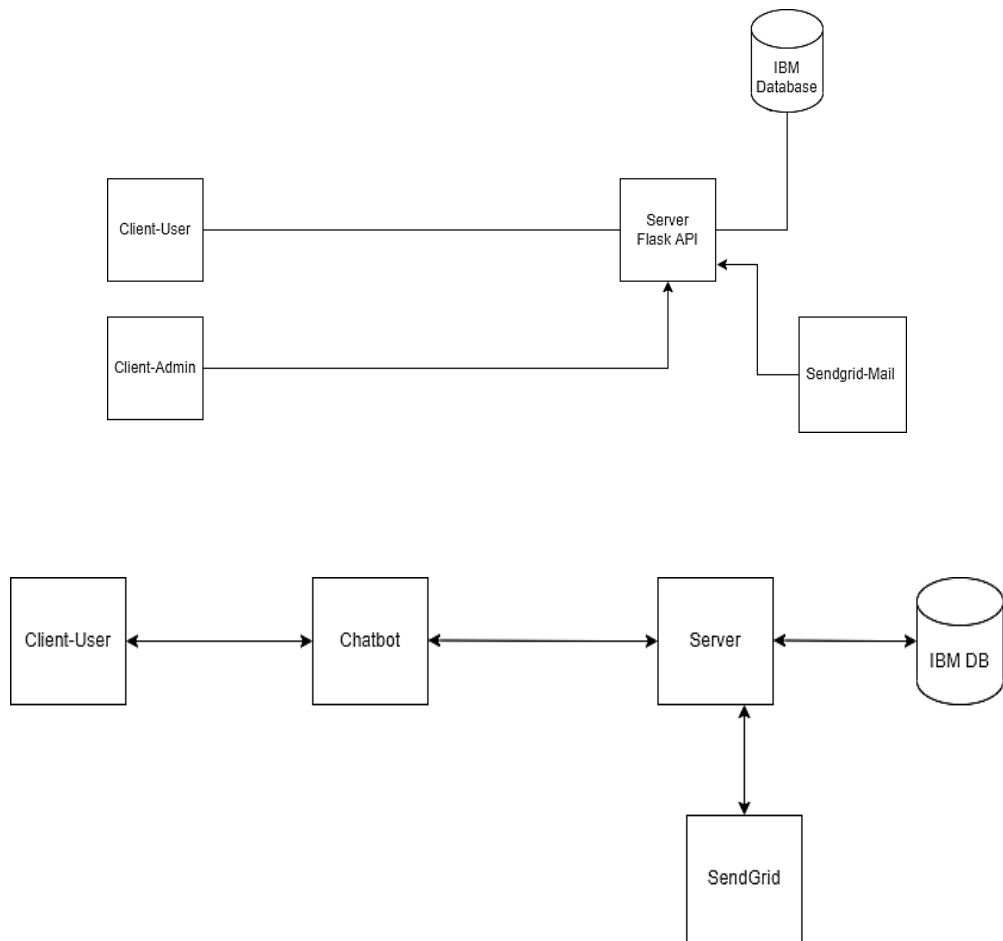 IBM
Database
Client-User
Server
Flask API
Client-Admin
Sendgrid-Mail
Client-User
Chatbot
Server
IBM DB
SendGrid